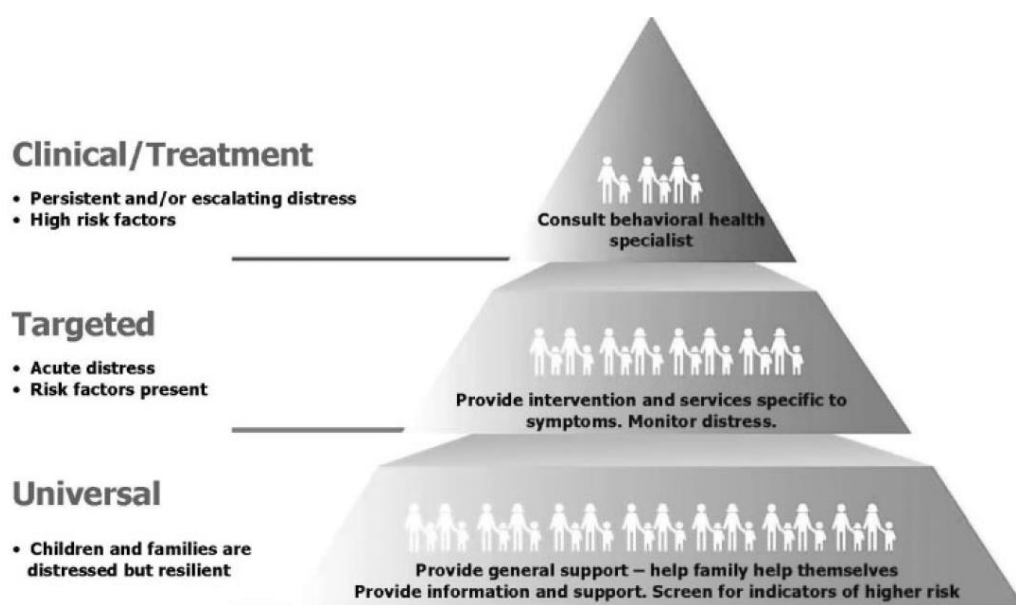 Clinical/Treatment
• Persistent and/or escalating distress
• High risk factors
Consult behavioral health
specialist
Targeted
• Acute distress
• Risk factors present
Provide intervention and services specific to
symptoms. Monitor distress.
Universal
• Children and families are
distressed but resilient
Provide general support – help family help themselves
Provide information and support. Screen for indicators of higher risk